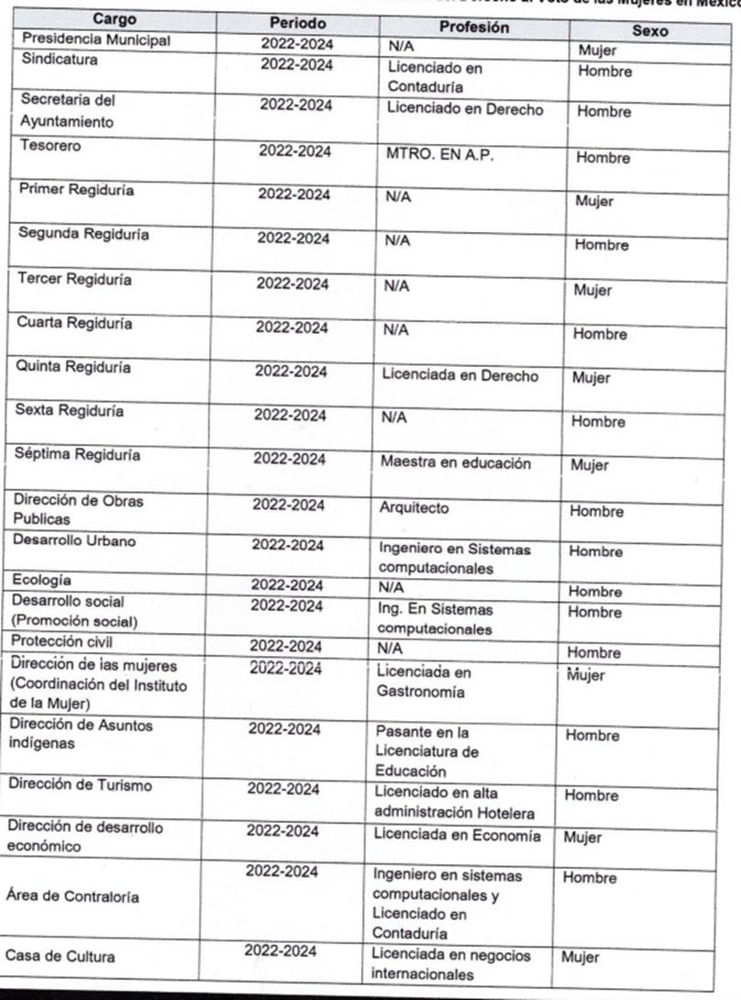 al Voto de las Mujeres en México
Cargo Periodo Profesión Sexo
Presidencia Municipal 2022-2024 N/A Mujer
Sindicatura 2022-2024 Licenciado en Hombre
Contaduría
Secretaria del 2022-2024 Licenciado en Derecho Hombre
Ayuntamiento
Tesorero 2022-2024 MTRO. EN A.P. Hombre
Primer Regiduría 2022-2024 N/A Mujer
Segunda Regiduría 2022-2024 N/A Hombre
Tercer Regiduría 2022-2024 N/A Mujer
Cuarta Regiduría 2022-2024 N/A Hombre
Quinta Regiduría 2022-2024 Licenciada en Derecho Mujer
Sexta Regiduría 2022-2024 N/A Hombre
Séptima Regiduría 2022-2024 Maestra en educación Mujer
Dirección de Obras 2022-2024 Arquitecto Hombre
Publicas
Desarrollo Urbano 2022-2024 Ingeniero en Sistemas Hombre
computacionales
Ecología 2022-2024 N/A Hombre
Desarrollo social 2022-2024 Ing. En Sistemas Hombre
(Promoción social) computacionales
Protección civil 2022-2024 N/A Hombre
Dirección de las mujeres 2022-2024 Licenciada en Mujer
(Coordinación del Instituto Gastronomía
de la Mujer)
Dirección de Asuntos 2022-2024 Pasante en la Hombre
indígenas Licenciatura de
Educación
Dirección de Turismo 2022-2024 Licenciado en alta Hombre
administración Hotelera
Dirección de desarrollo 2022-2024 Licenciada en Economía Mujer
económico
2022-2024 Ingeniero en sistemas Hombre
Área de Contraloría computacionales y
Licenciado en
Contaduría
Casa de Cultura 2022-2024 Licenciada en negocios Mujer
internacionales